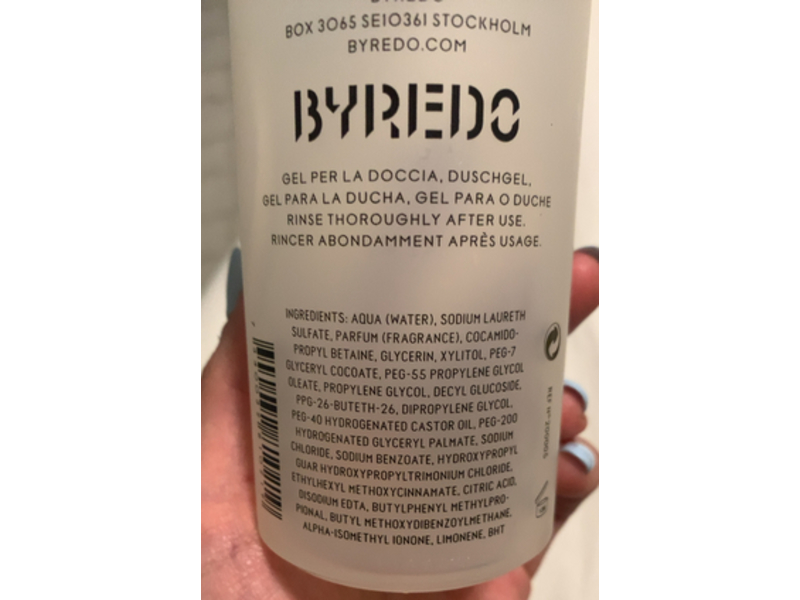 BYREDO
BOX 3065 SE10361 STOCKHOLM
BYREDO.COM
BYREDO
GEL PER LA DOCCIA, DUSCHGEL,
GEL PARA LA DUCHA, GEL PARA O DUCHE
RINSE THOROUGHLY AFTER USE.
RINCER ABONDAMMENT APRÈS USAGE.
INGREDIENTS: AQUA (WATER), SODIUM LAURETH
SULFATE, PARFUM (FRAGRANCE), COCAMIDO-
PROPYL BETAINE, GLYCERIN, XYLITOL, PEG-7
GLYCERYL COCOATE, PEG-55 PROPYLENE GLYCOL
OLEATE, PROPYLENE GLYCOL, DECYL GLUCOSIDE,
PPG-26-BUTETH-26, DIPROPYLENE GLYCOL,
PEG-40 HYDROGENATED CASTOR OIL, PEG-200
HYDROGENATED GLYCERYL PALMATE, SODIUM
CHLORIDE, SODIUM BENZOATE, HYDROXYPROPYL
GUAR HYDROXYPROPYLTRIMONIUM CHLORIDE,
ETHYLHEXYL METHOXYCINNAMATE, CITRIC ACID,
DISODIUM EDTA, BUTYLPHENYL METHYLPRO-
PIONAL, BUTYL METHOXYDIBENZOYLMETHANE,
ALPHA-ISOMETHYL IONONE, LIMONENE, BHT
REF Nº:200065